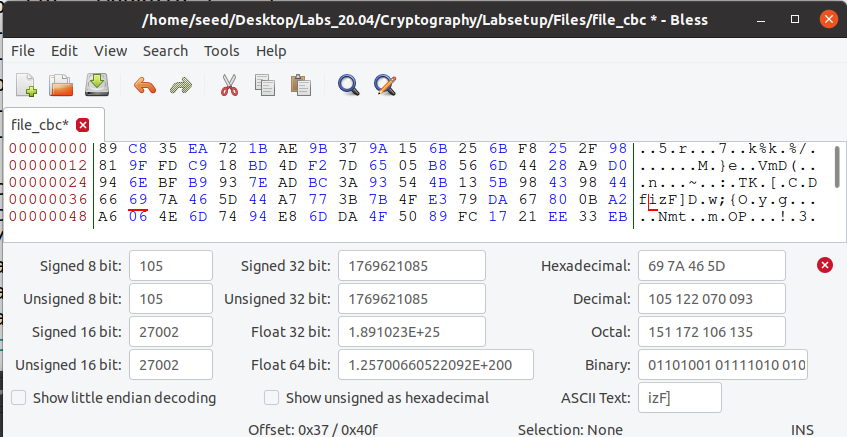 /home/seed/Desktop/Labs_20.04/Cryptography/Labsetup/Files/file_cbc * - Bless
File Edit View Search Tools Help
file_cbc*
00000000 89 C8 35 EA 72 1B AE 9B 37 9A 15 6B 25 6B F8 25 2F 98 ..5.r...7..k%k.%/.
00000012 81 9F FD C9 18 BD 4D F2 7D 65 05 B8 56 6D 44 28 A9 D0 ......M.}e..VmD(..
00000024 94 6E BF B9 93 7E AD BC 3A 93 54 4B 13 5B 98 43 98 44 .n...~..:.TK.[.C.D
00000036 66 69 7A 46 5D 44 A7 77 3B 7B 4F E3 79 DA 67 80 0B A2 fizF]D.w;{O.y.g...
00000048 A6 06 4E 6D 74 94 E8 6D DA 4F 50 89 FC 17 21 EE 33 EB ..Nmt..m.OP...!.3.
Signed 8 bit: 105 Signed 32 bit: 1769621085 Hexadecimal: 69 7A 46 5D
Unsigned 8 bit: 105 Unsigned 32 bit: 1769621085 Decimal: 105 122 070 093
Signed 16 bit: 27002 Float 32 bit: 1.891023E+25 Octal: 151 172 106 135
Unsigned 16 bit: 27002 Float 64 bit: 1.25700660522092E+200 Binary: 01101001 01111010 010
Show little endian decoding Show unsigned as hexadecimal ASCII Text: izF]
Offset: 0x37 / 0x40f Selection: None INS